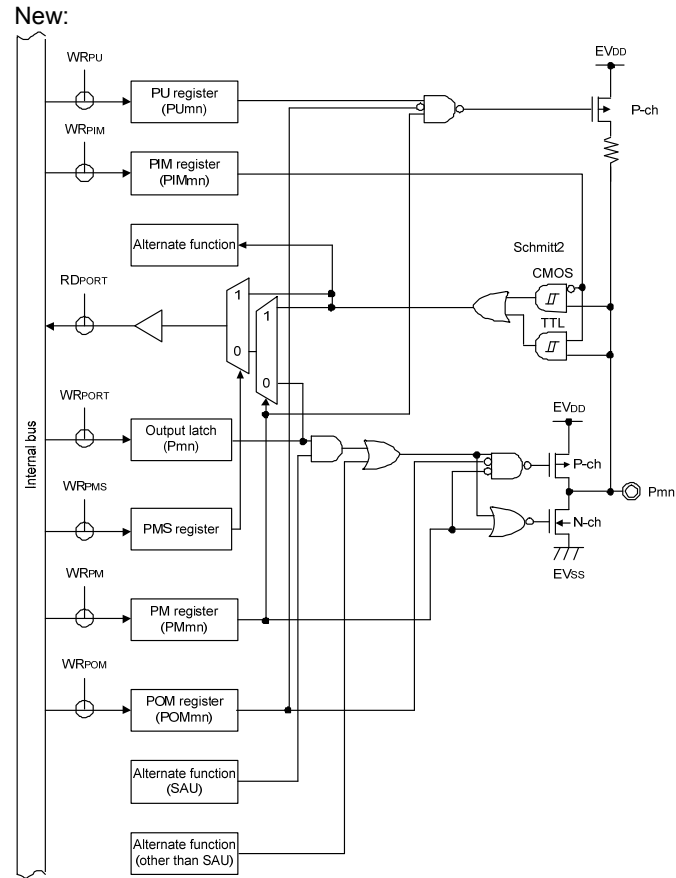 New:
WRPU
EVDD
PU register
(PUmn)
P-ch
WRPIM
PIM register
(PIMmn)
Alternate function
Schmitt2
CMOS
RDPORT
1
1
TTL
0
0
WRPORT
EVDD
Output latch
(Pmn)
P-ch
Internal bus
WRPMS
Pmn
PMS register
N-ch
WRPM
EVSS
PM register
(PMmn)
WRPOM
POM register
(POMmn)
Alternate function
(SAU)
Alternate function
(other than SAU)